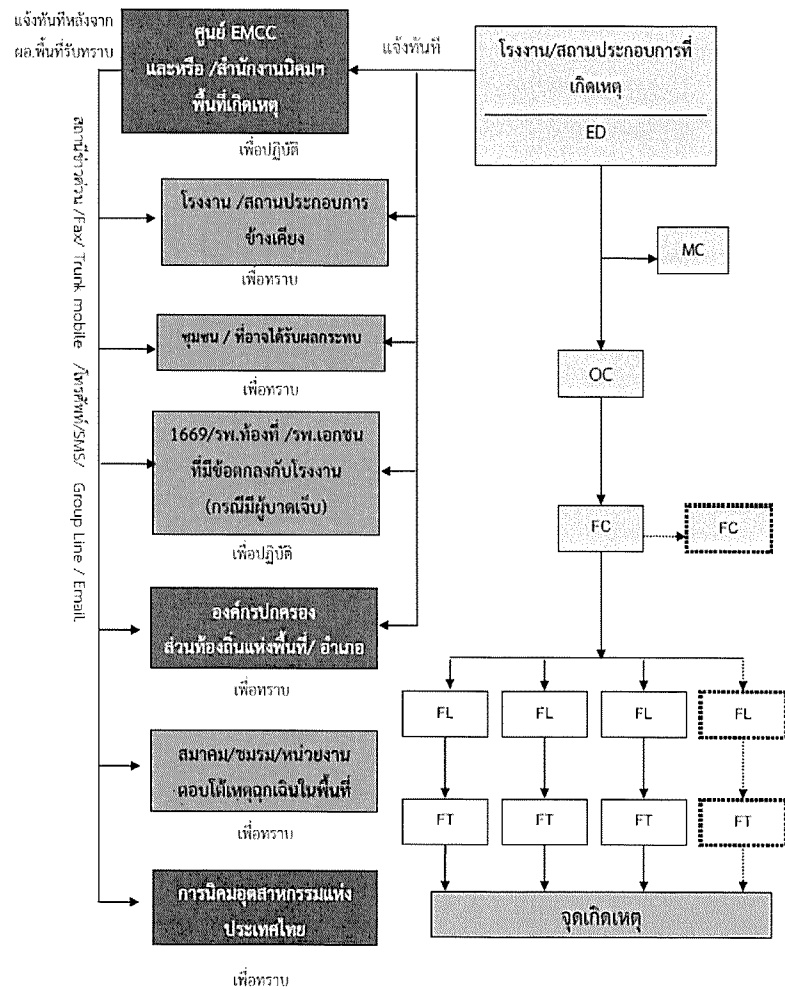 แจ้งทันทีหลังจาก
ผอ.พื้นที่รับทราบ
ศูนย์ EMCC
และหรือ /สำนักงานนิคมฯ
พื้นที่เกิดเหตุ
เพื่อปฏิบัติ
แจ้งทันที
โรงงาน/สถานประกอบการที่
เกิดเหตุ
ED
สถานีข่าวด่วน /Fax/ Trunk mobile /โทรศัพท์/SMS/ Group Line / Email
โรงงาน /สถานประกอบการ
ข้างเคียง
เพื่อทราบ
MC
ชุมชน / ที่อาจได้รับผลกระทบ
เพื่อทราบ
OC
1669/รพ.ท้องที่ /รพ.เอกชน
ที่มีข้อตกลงกับโรงงาน
(กรณีมีผู้บาดเจ็บ)
เพื่อปฏิบัติ
FC
FC
องค์กรปกครอง
ส่วนท้องถิ่นแห่งพื้นที่/ อำเภอ
เพื่อทราบ
FL
FL
FL
FL
สมาคม/ชมรม/หน่วยงาน
ตอบโต้เหตุฉุกเฉินในพื้นที่
เพื่อทราบ
FT
FT
FT
FT
การนิคมอุตสาหกรรมแห่ง
ประเทศไทย
เพื่อทราบ
จุดเกิดเหตุ